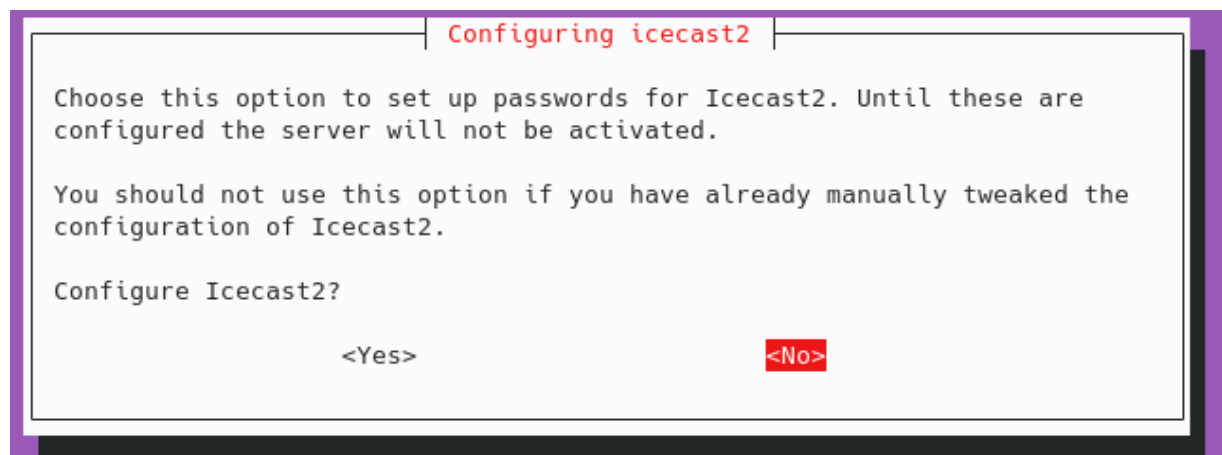 Configuring icecast2
Choose this option to set up passwords for Icecast2. Until these are
configured the server will not be activated.
You should not use this option if you have already manually tweaked the
configuration of Icecast2.
Configure Icecast2?
<Yes> <No>